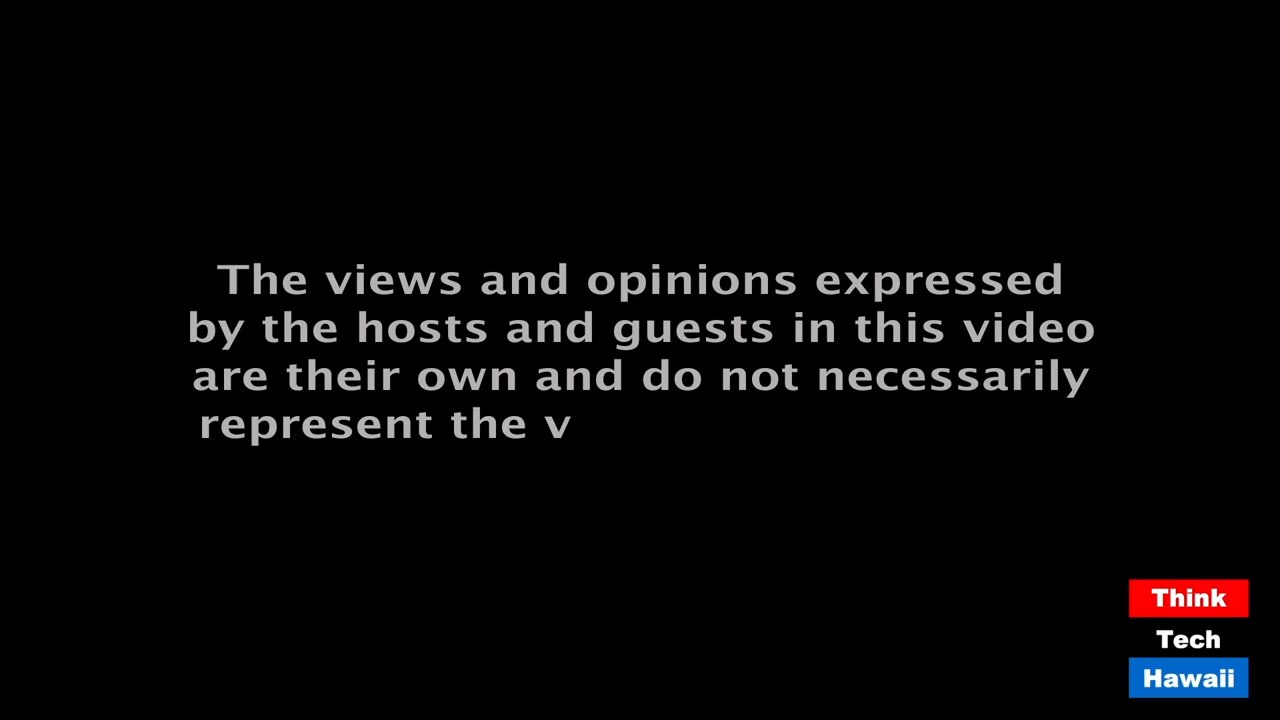 The views and opinions expressed
by the hosts and guests in this video
are their own and do not necessarily
represent the v
Think
Tech
Hawaii